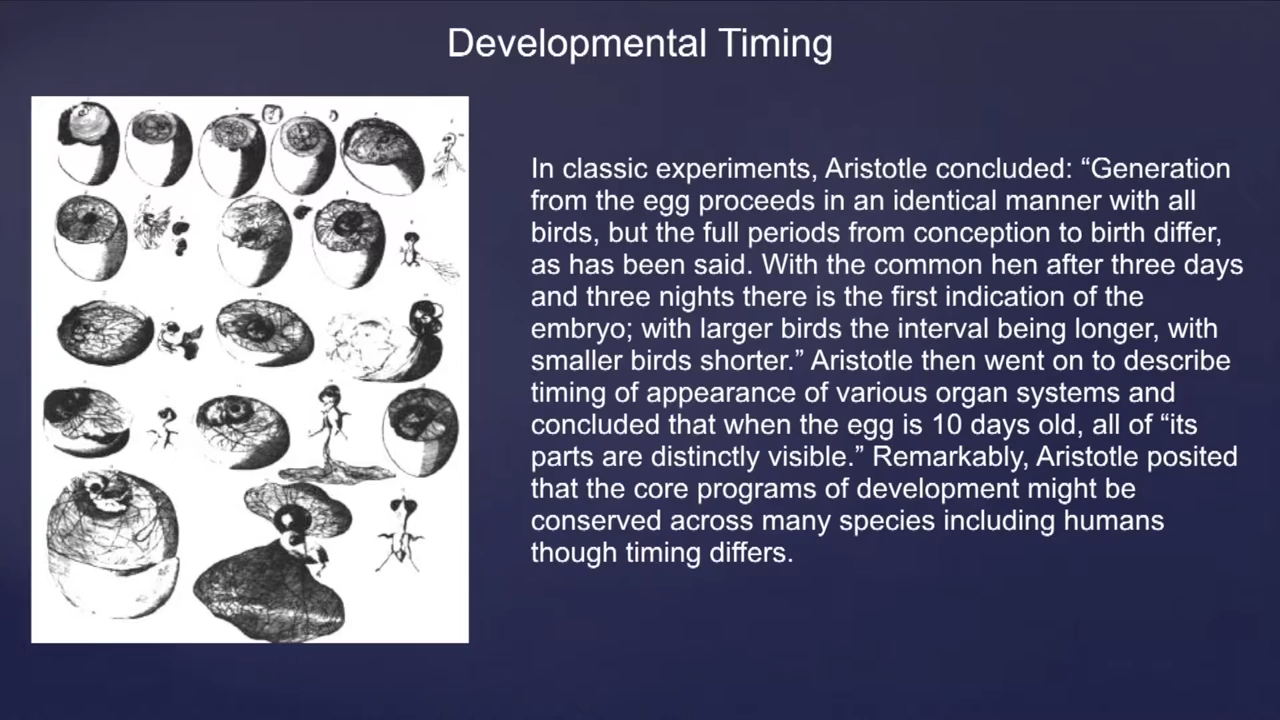 Developmental Timing
In classic experiments, Aristotle concluded: “Generation
from the egg proceeds in an identical manner with all
birds, but the full periods from conception to birth differ,
as has been said. With the common hen after three days
and three nights there is the first indication of the
embryo; with larger birds the interval being longer, with
smaller birds shorter.” Aristotle then went on to describe
timing of appearance of various organ systems and
concluded that when the egg is 10 days old, all of “its
parts are distinctly visible.” Remarkably, Aristotle posited
that the core programs of development might be
conserved across many species including humans
though timing differs.